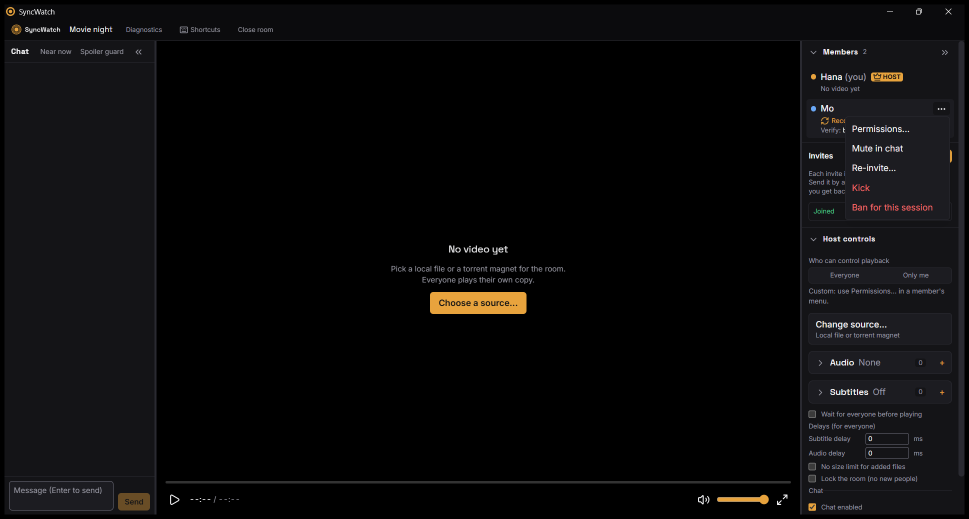 SyncWatch
SyncWatch Movie night Diagnostics Shortcuts Close room
Chat Near now Spoiler guard
Members 2
Hana (you) HOST
No video yet
Mo
Verify:
Permissions...
Mute in chat
Re-invite...
Kick
Ban for this session
Invites
Each invite
Send it by
you get
Joined
Host controls
Who can control playback
Everyone Only me
Custom: use Permissions... in a member's
menu.
Change source...
Local file or torrent magnet
Audio None 0 +
Subtitles Off 0 +
Wait for everyone before playing
Delays (for everyone)
Subtitle delay 0 ms
Audio delay 0 ms
No size limit for added files
Lock the room (no new people)
Chat
Chat enabled
No video yet
Pick a local file or a torrent magnet for the room.
Everyone plays their own copy.
Choose a source...
Message (Enter to send)
Send
--:-- / --:--